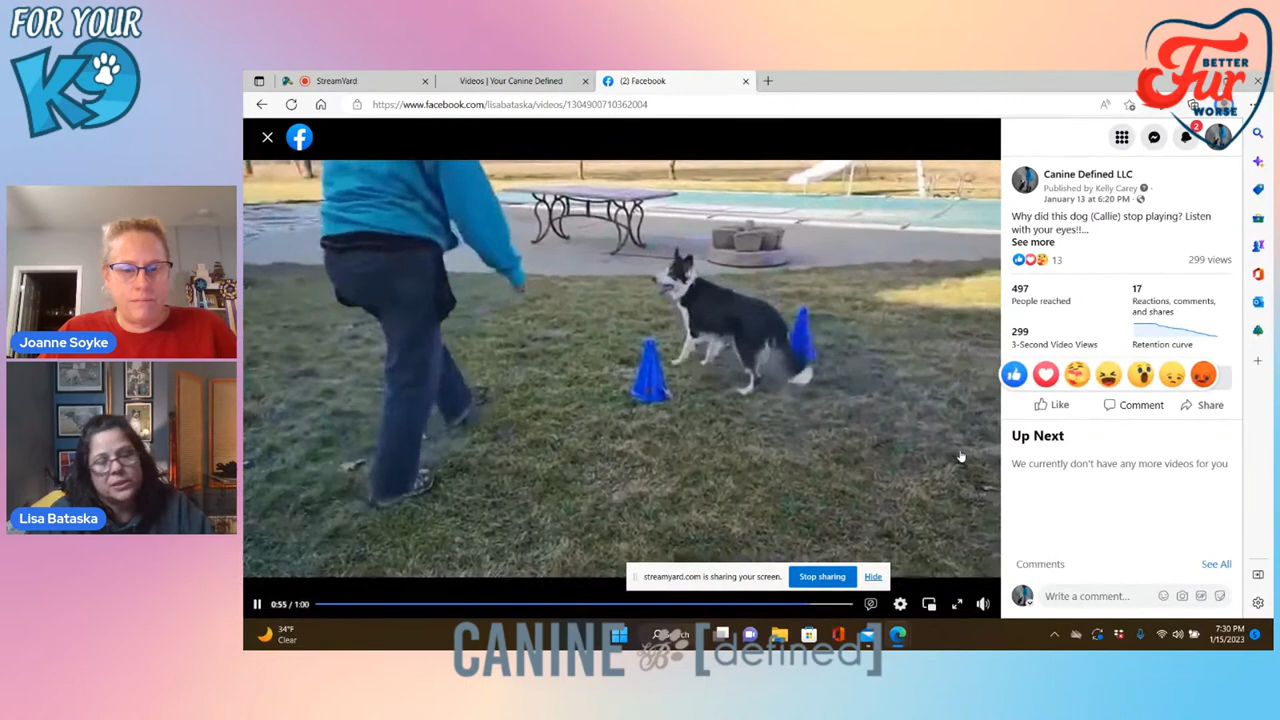 FOR YOUR
K9
BETTER
Fur
WORSE
StreamYard
Videos | Your Canine Defined
(2) Facebook
https://www.facebook.com/lisabataska/videos/1304900710362004
2
Canine Defined LLC
Published by Kelly Carey
January 13 at 6:20 PM
Why did this dog (Callie) stop playing? Listen
with your eyes!!...
See more
13
299 views
497
People reached
17
Reactions, comments,
and shares
299
3-Second Video Views
Retention curve
Like
Comment
Share
Up Next
We currently don't have any more videos for you
Comments
See All
Write a comment...
GIF
Joanne Soyke
Lisa Bataska
streamyard.com is sharing your screen.
Stop sharing
Hide
0:55 / 1:00
34°F
Clear
7:30 PM
1/15/2023
CANINE [defined]